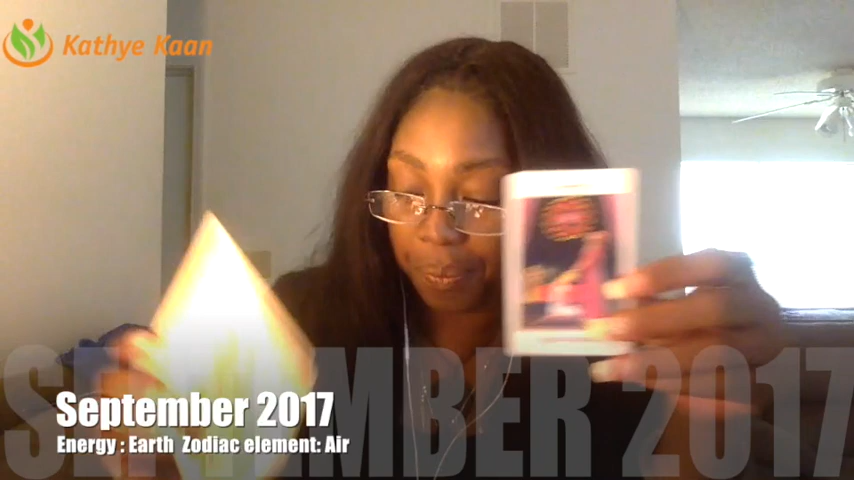 Kathye Kaan
SEPTEMBER 2017
September 2017
Energy : Earth Zodiac element: Air